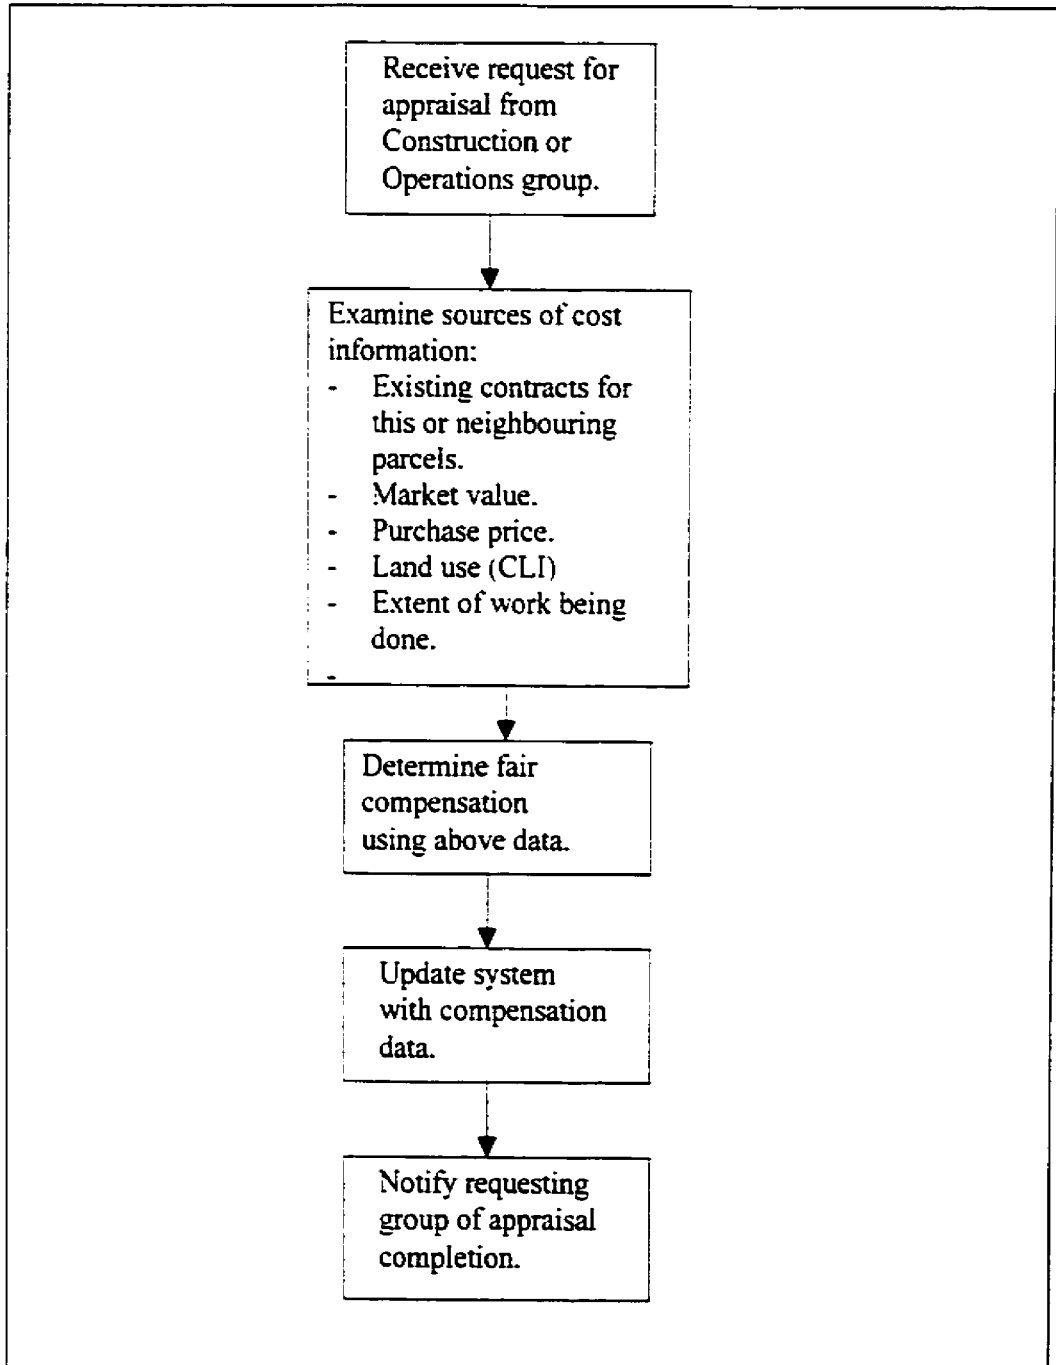 Receive request for
appraisal from
Construction or
Operations group.
Examine sources of cost
information:
- Existing contracts for
this or neighbouring
parcels.
- Market value.
- Purchase price.
- Land use (CLI)
- Extent of work being
done.
-
Determine fair
compensation
using above data.
Update system
with compensation
data.
Notify requesting
group of appraisal
completion.